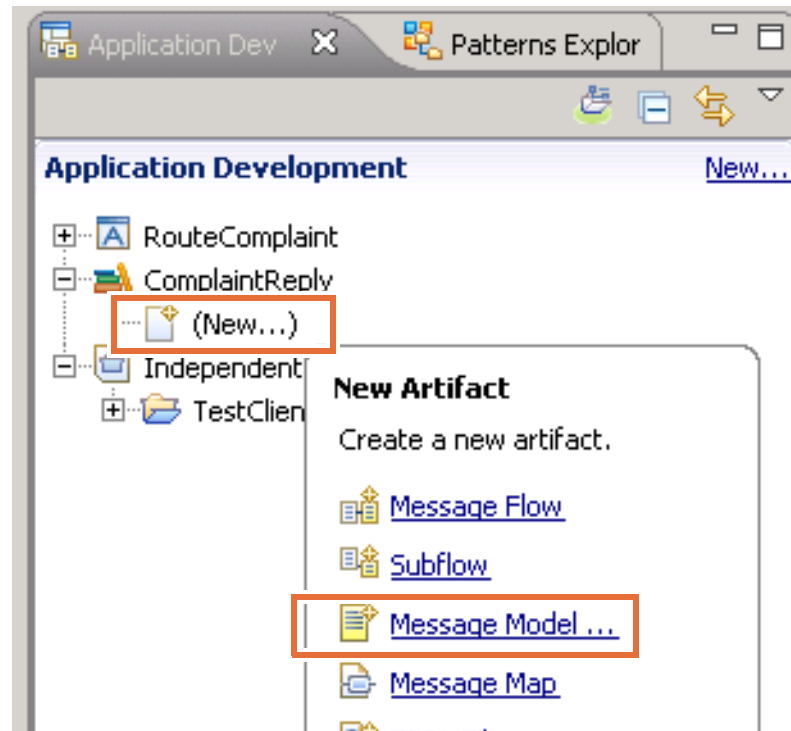 Application Dev Patterns Explor
Application Development New...
RouteComplaint
ComplaintReply
(New...)
Independent
TestClien
New Artifact
Create a new artifact.
Message Flow
Subflow
Message Model ...
Message Map